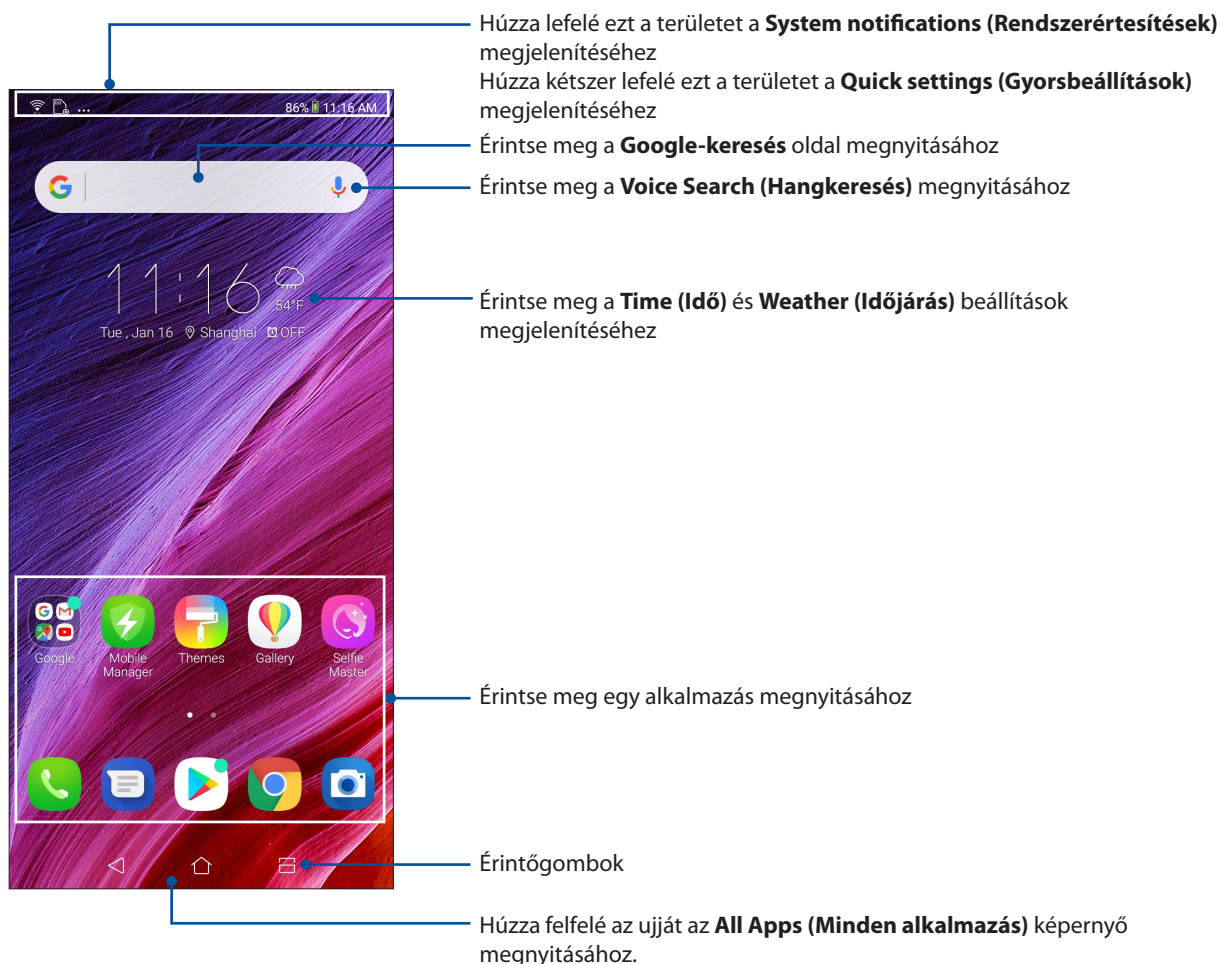 Húzza lefelé ezt a területet a System notifications (Rendszerértesítések)
megjelenítéséhez
Húzza kétszer lefelé ezt a területet a Quick settings (Gyorsbeállítások)
megjelenítéséhez
86% 11:16 AM
Érintse meg a Google-keresés oldal megnyitásához
G
Érintse meg a Voice Search (Hangkeresés) megnyitásához
11:16
54°F
Érintse meg a Time (Idő) és Weather (Időjárás) beállítások
megjelenítéséhez
Tue , Jan 16 Shanghai OFF
Google Mobile Manager Themes Gallery Selfie Master
Érintse meg egy alkalmazás megnyitásához
Érintőgombok
Húzza felfelé az ujját az All Apps (Minden alkalmazás) képernyő
megnyitásához.